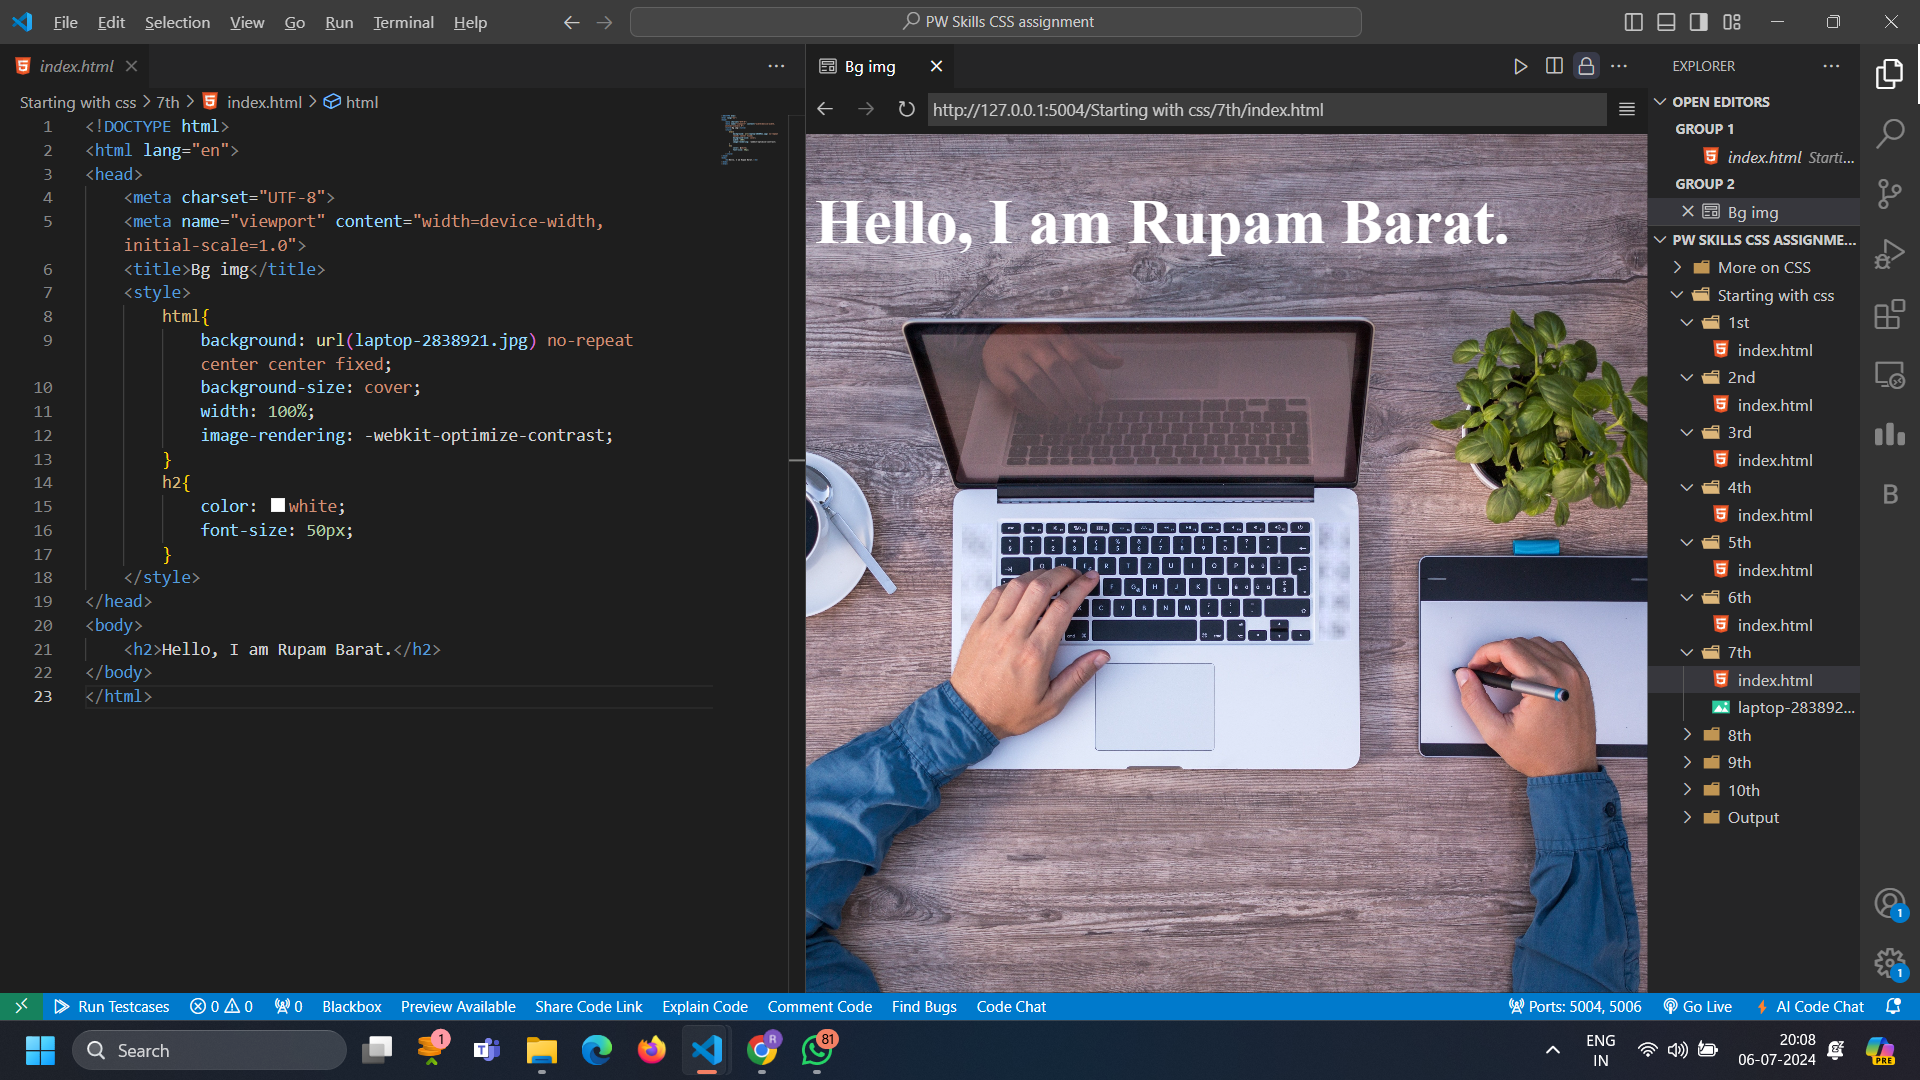 File Edit Selection View Go Run Terminal Help
PW Skills CSS assignment
index.html
Starting with css > 7th > index.html > html
1 <!DOCTYPE html>
2 <html lang="en">
3 <head>
4 <meta charset="UTF-8">
5 <meta name="viewport" content="width=device-width,
initial-scale=1.0">
6 <title>Bg img</title>
7 <style>
8 html{
9 background: url(laptop-2838921.jpg) no-repeat
center center fixed;
10 background-size: cover;
11 width: 100%;
12 image-rendering: -webkit-optimize-contrast;
13 }
14 h2{
15 color: white;
16 font-size: 50px;
17 }
18 </style>
19 </head>
20 <body>
21 <h2>Hello, I am Rupam Barat.</h2>
22 </body>
23 </html>
Bg img
http://127.0.0.1:5004/Starting with css/7th/index.html
Hello, I am Rupam Barat.
EXPLORER
OPEN EDITORS
GROUP 1
index.html Starti...
GROUP 2
Bg img
PW SKILLS CSS ASSIGNME...
More on CSS
Starting with css
1st
index.html
2nd
index.html
3rd
index.html
4th
index.html
5th
index.html
6th
index.html
7th
index.html
laptop-283892...
8th
9th
10th
Output
B
1
1
Run Testcases 0 0 0 Blackbox Preview Available Share Code Link Explain Code Comment Code Find Bugs Code Chat
Ports: 5004, 5006 Go Live AI Code Chat
Search
1
R
81
ENG
IN
20:08
06-07-2024
PRE